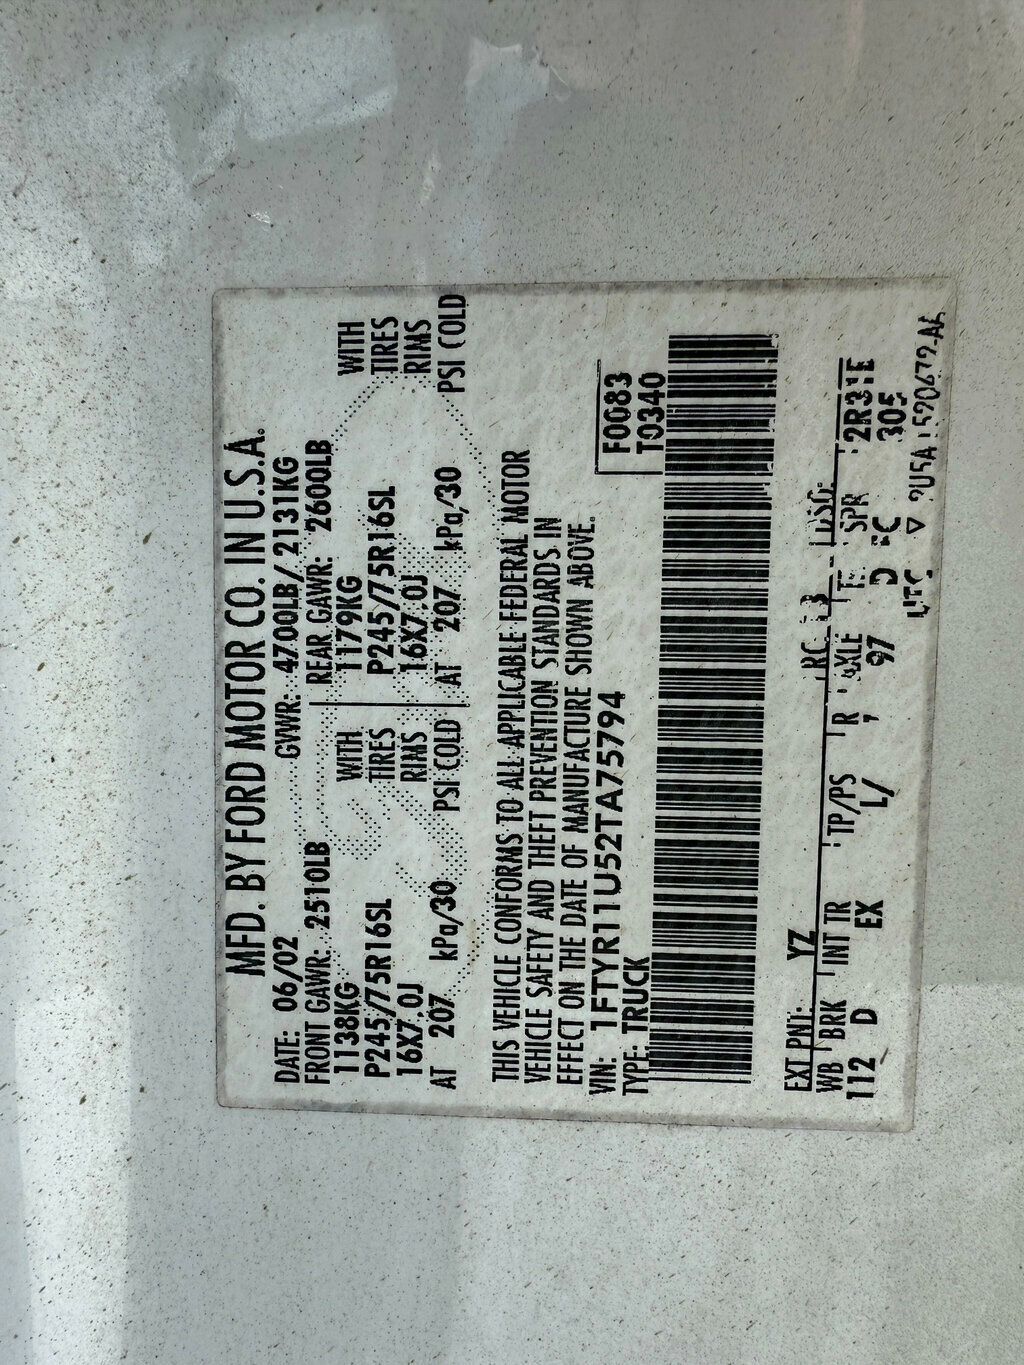 MFD. BY FORD MOTOR CO. IN U.S.A.
DATE: 06/02 GVWR: 4700LB/ 2131KG
FRONT GAWR: 2510LB REAR GAWR: 2600LB
1138KG WITH 1179KG WITH
P245/75R16SL TIRES P245/75R16SL TIRES
16X7.0J RIMS 16X7.0J RIMS
AT 207 kPa/30 PSI COLD AT 207 kPa/30 PSI COLD
THIS VEHICLE CONFORMS TO ALL APPLICABLE FEDERAL MOTOR
VEHICLE SAFETY AND THEFT PREVENTION STANDARDS IN
EFFECT ON THE DATE OF MANUFACTURE SHOWN ABOVE.
VIN: 1FTYR11U52TA75794 F0083
TYPE: TRUCK T0340
EXT PNT: YZ DSO:
WB BRK INT TR TP/PS R AXLE SPR 2R31E
112 D EX L/ 97 D 305